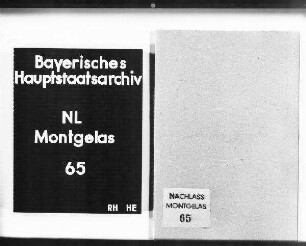 Bayerisches
Hauptstaatsarchiv
NL
Montgelas
65
RH HE
NACHLASS
MONTGELAS
65